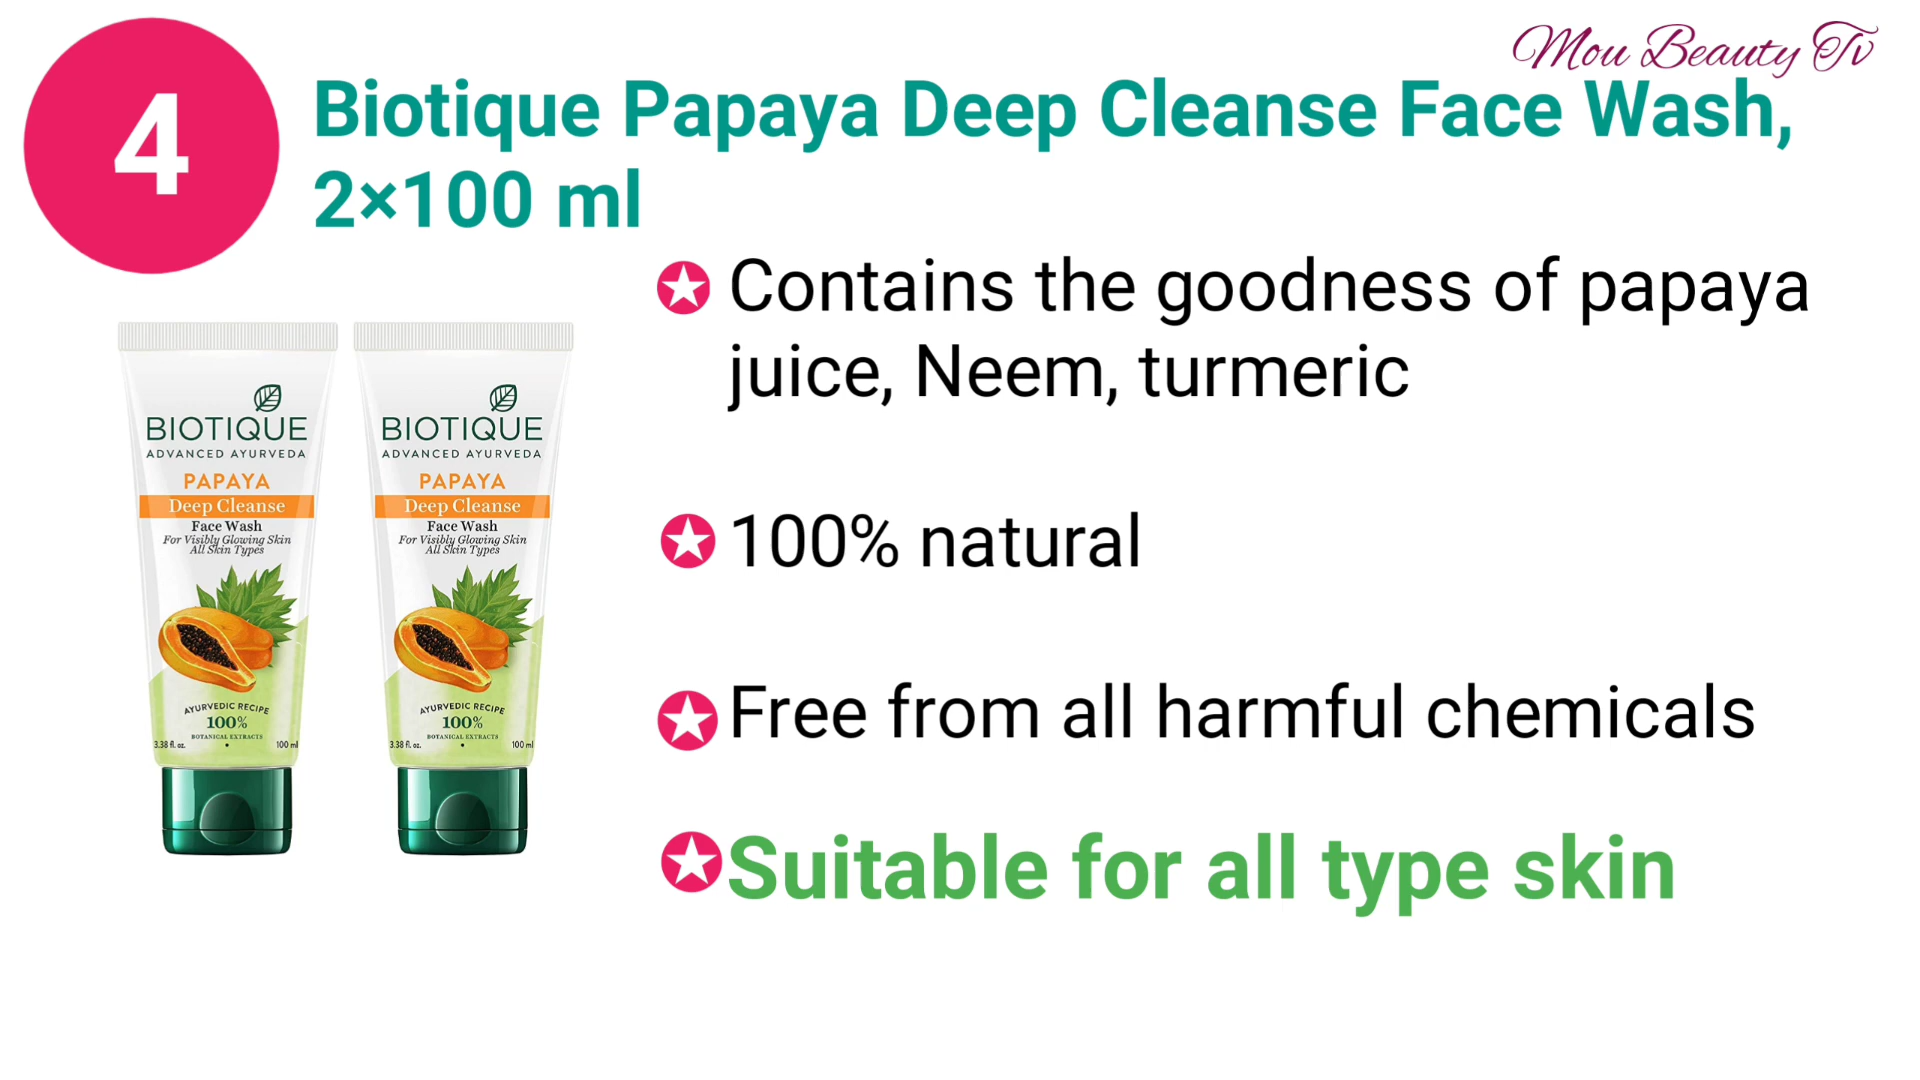 Mou Beauty Tv
4
Biotique Papaya Deep Cleanse Face Wash,
2×100 ml
Contains the goodness of papaya
juice, Neem, turmeric
100% natural
Free from all harmful chemicals
Suitable for all type skin
BIOTIQUE
ADVANCED AYURVEDA
PAPAYA
Deep Cleanse
Face Wash
For Visibly Glowing Skin
All Skin Types
AYURVEDIC RECIPE
100%
BOTANICAL EXTRACTS
3.38 fl. oz. 100 ml
BIOTIQUE
ADVANCED AYURVEDA
PAPAYA
Deep Cleanse
Face Wash
For Visibly Glowing Skin
All Skin Types
AYURVEDIC RECIPE
100%
BOTANICAL EXTRACTS
3.38 fl. oz. 100 ml